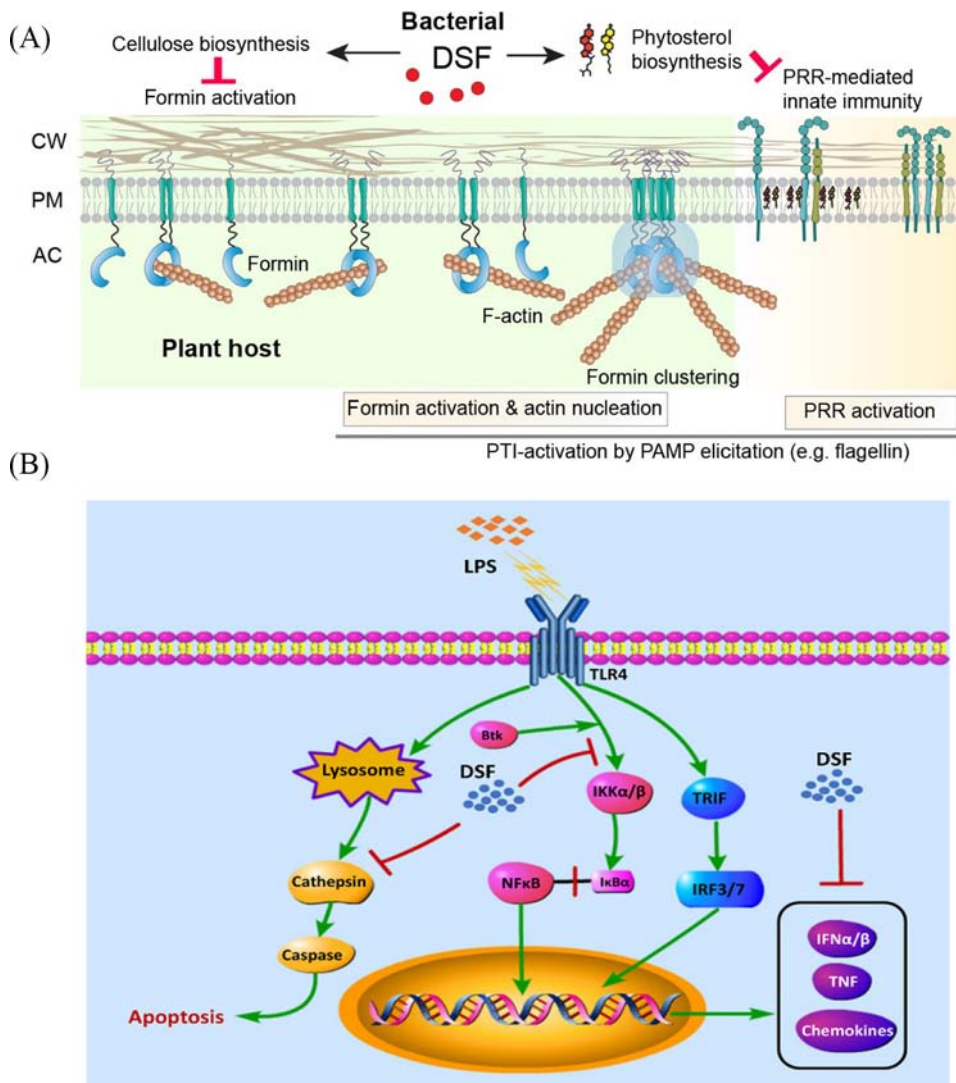 (A)
Bacterial
DSF
Cellulose biosynthesis
Formin activation
Phytosterol
biosynthesis
PRR-mediated
innate immunity
CW
PM
AC
Formin
F-actin
Plant host
Formin clustering
Formin activation & actin nucleation
PRR activation
PTI-activation by PAMP elicitation (e.g. flagellin)
(B)
LPS
TLR4
Btk
Lysosome
DSF
IKKα/β
TRIF
DSF
Cathepsin
NFκB
IκBα
IRF3/7
IFNα/β
Caspase
TNF
Apoptosis
Chemokines